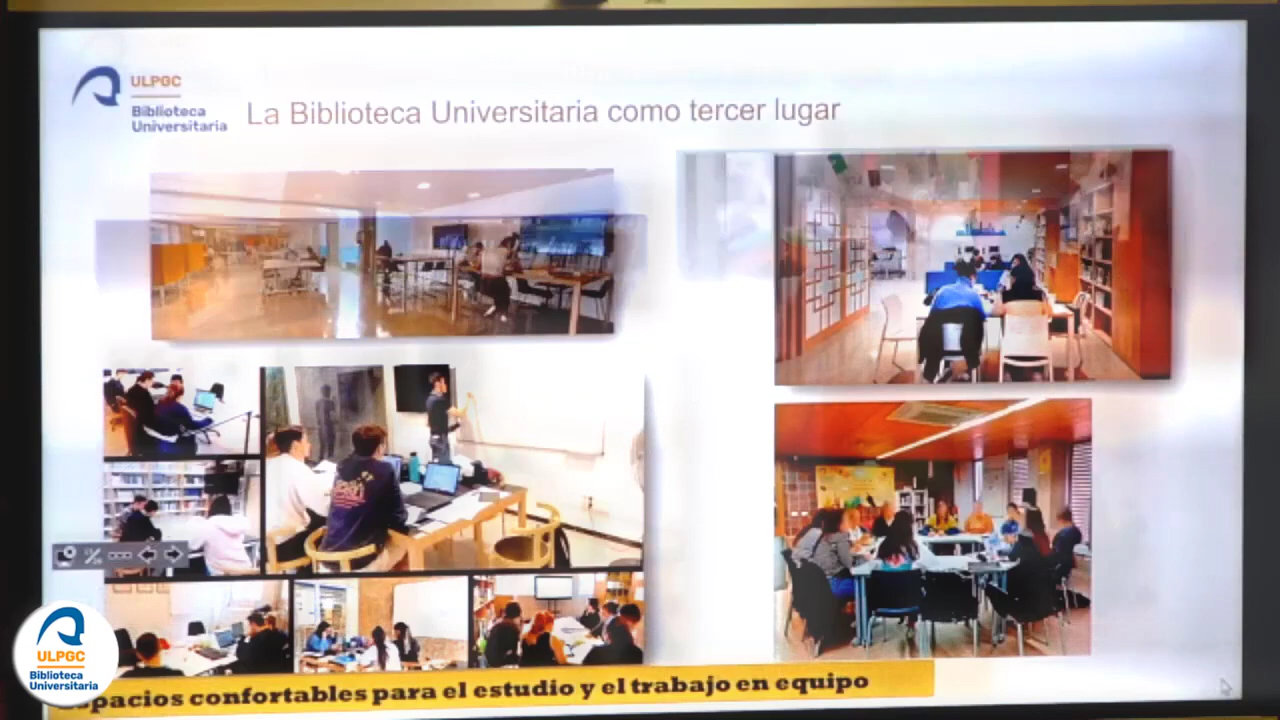 ULPGC
Biblioteca
Universitaria
La Biblioteca Universitaria como tercer lugar
spacios confortables para el estudio y el trabajo en equipo
ULPGC
Biblioteca
Universitaria